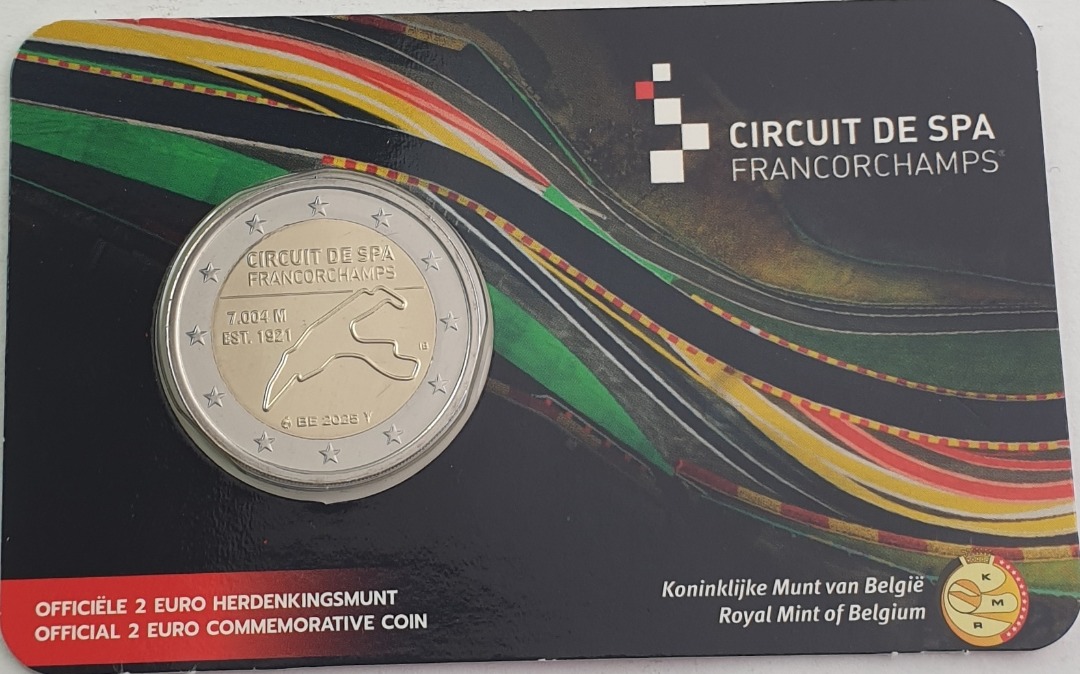 CIRCUIT DE SPA
FRANCORCHAMPS
CIRCUIT DE SPA
FRANCORCHAMPS
7.004 M
EST. 1921
BE 2025 Y
OFFICIËLE 2 EURO HERDENKINGSMUNT
OFFICIAL 2 EURO COMMEMORATIVE COIN
Koninklijke Munt van België
Royal Mint of Belgium
K
M
R